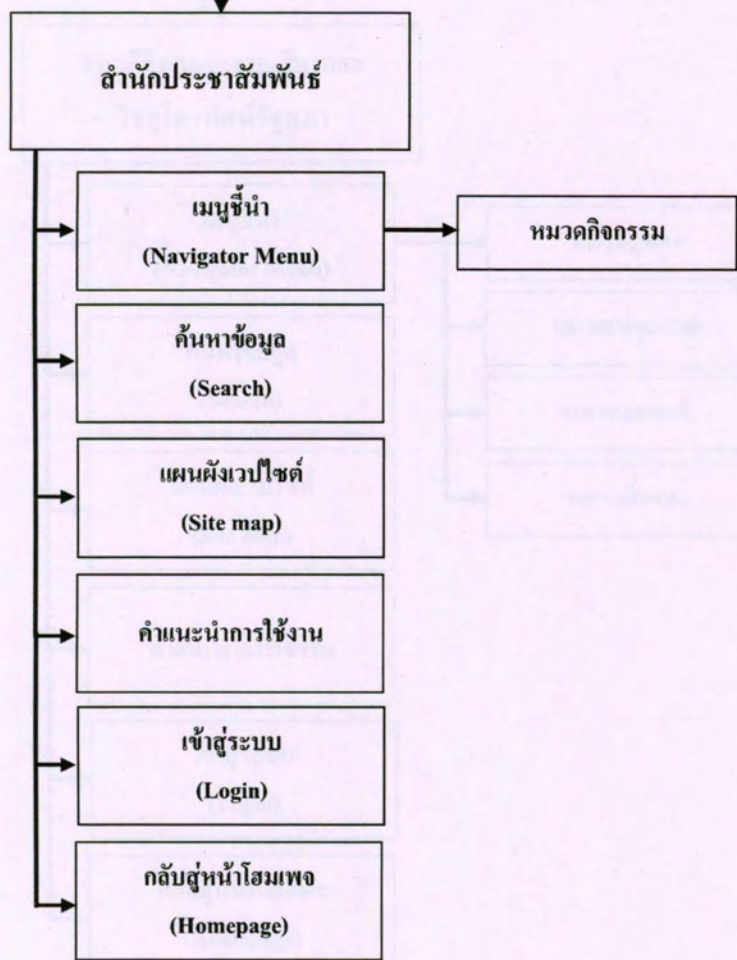 สำนักประชาสัมพันธ์
เมนูชี้นำ
(Navigator Menu)
หมวดกิจกรรม
ค้นหาข้อมูล
(Search)
แผนผังเวปไซต์
(Site map)
คำแนะนำการใช้งาน
เข้าสู่ระบบ
(Login)
กลับสู่หน้าโฮมเพจ
(Homepage)